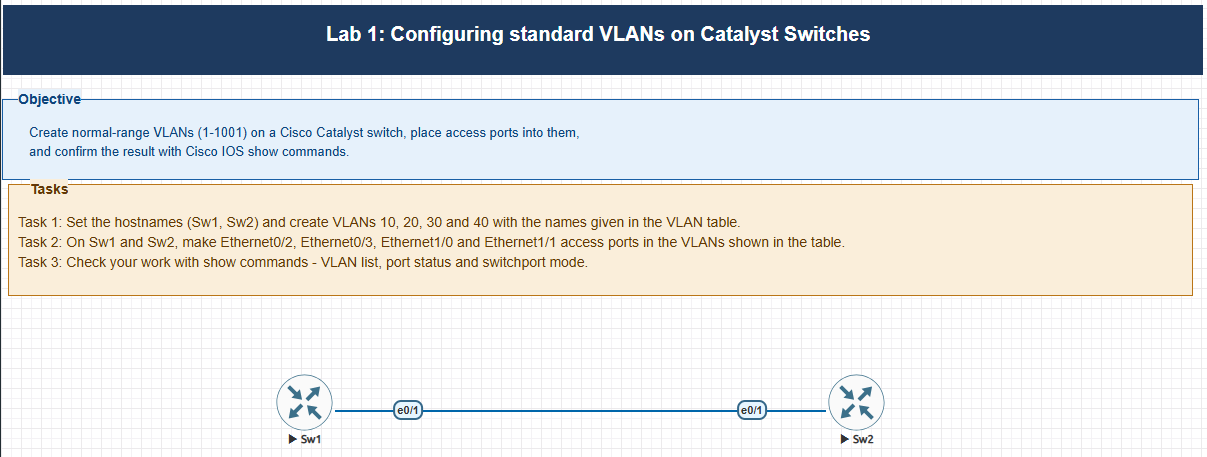 Lab 1: Configuring standard VLANs on Catalyst Switches
Objective
Create normal-range VLANs (1-1001) on a Cisco Catalyst switch, place access ports into them,
and confirm the result with Cisco IOS show commands.
Tasks
Task 1: Set the hostnames (Sw1, Sw2) and create VLANs 10, 20, 30 and 40 with the names given in the VLAN table.
Task 2: On Sw1 and Sw2, make Ethernet0/2, Ethernet0/3, Ethernet1/0 and Ethernet1/1 access ports in the VLANs shown in the table.
Task 3: Check your work with show commands - VLAN list, port status and switchport mode.
e0/1 e0/1
Sw1 Sw2